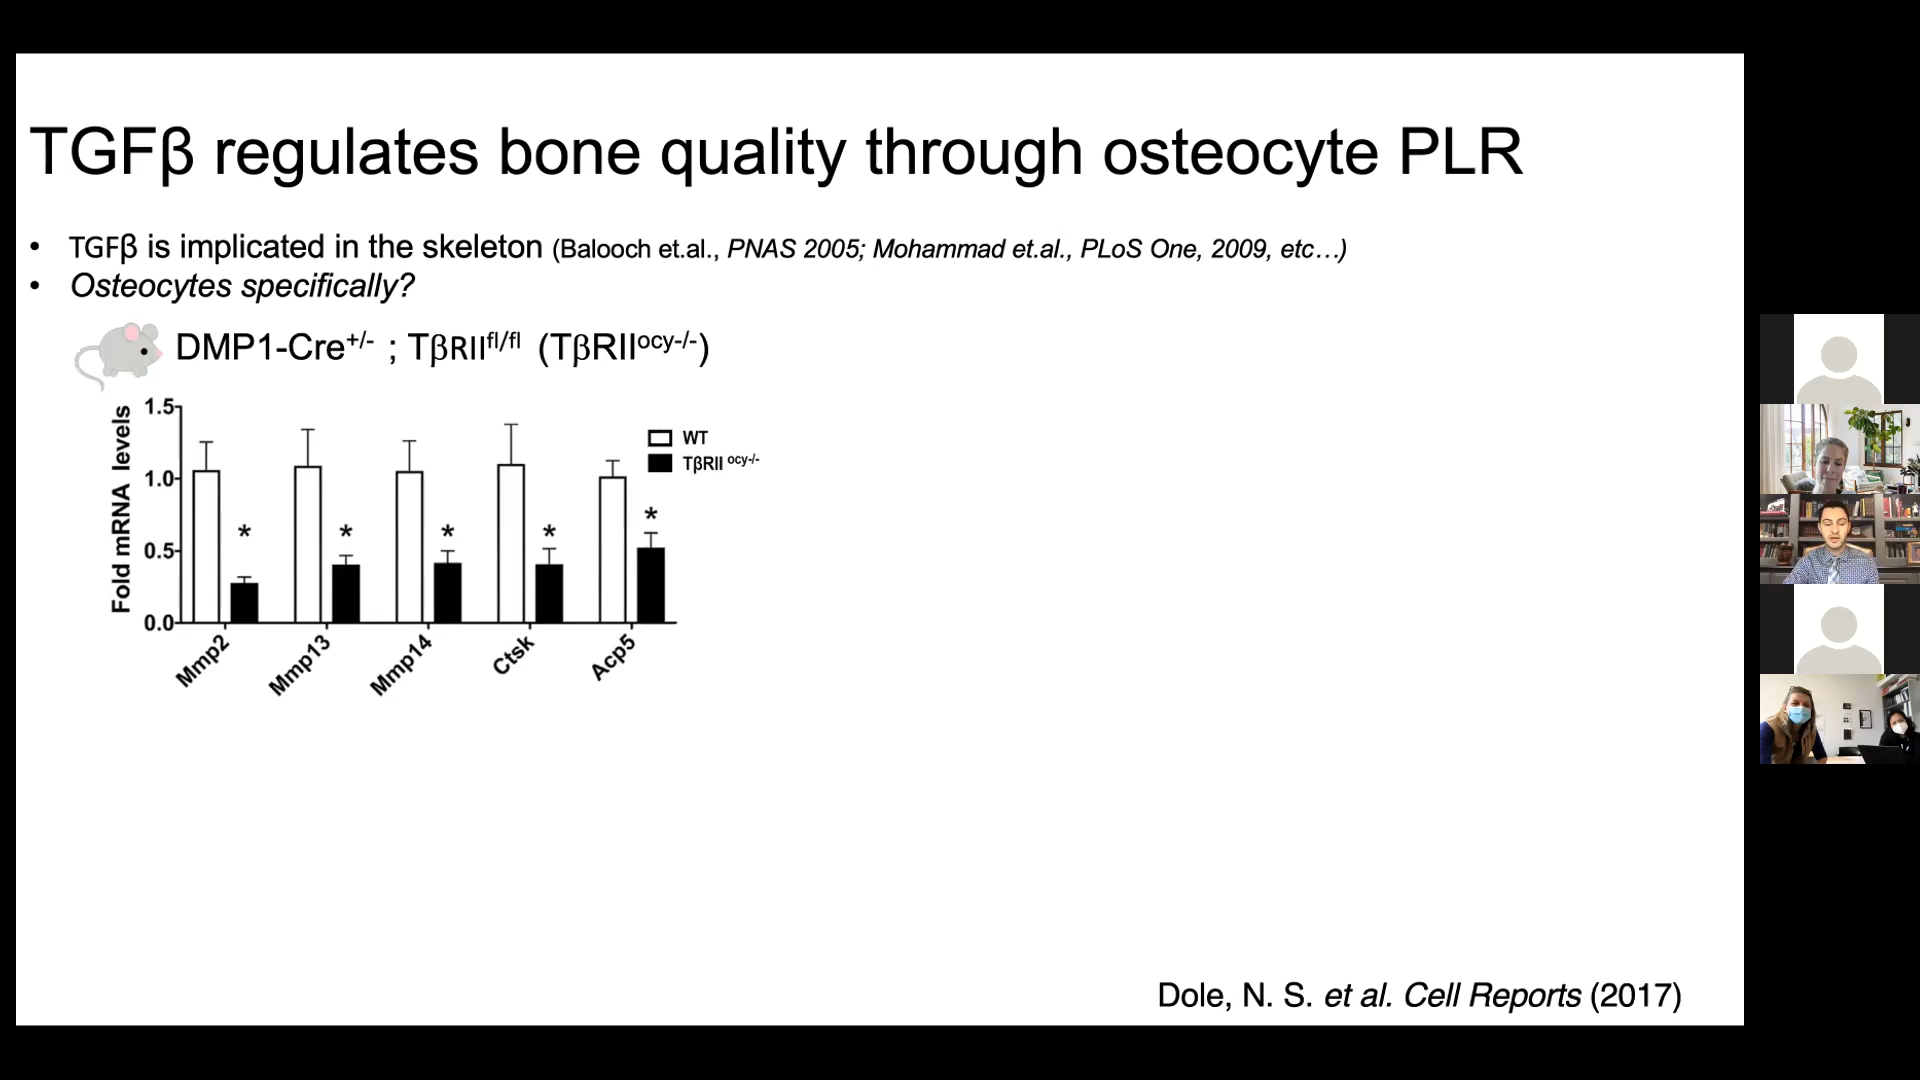 TGFβ regulates bone quality through osteocyte PLR
• TGFβ is implicated in the skeleton (Balooch et.al., PNAS 2005; Mohammad et.al., PLoS One, 2009, etc…)
• Osteocytes specifically?
DMP1-Cre+/- ; TβRIIfl/fl (TβRIIocy-/-)
Fold mRNA levels
1.5
1.0
0.5
0.0
WT
TβRII ocy-/-
* * * * *
Mmp2 Mmp13 Mmp14 Ctsk Acp5
Dole, N. S. et al. Cell Reports (2017)